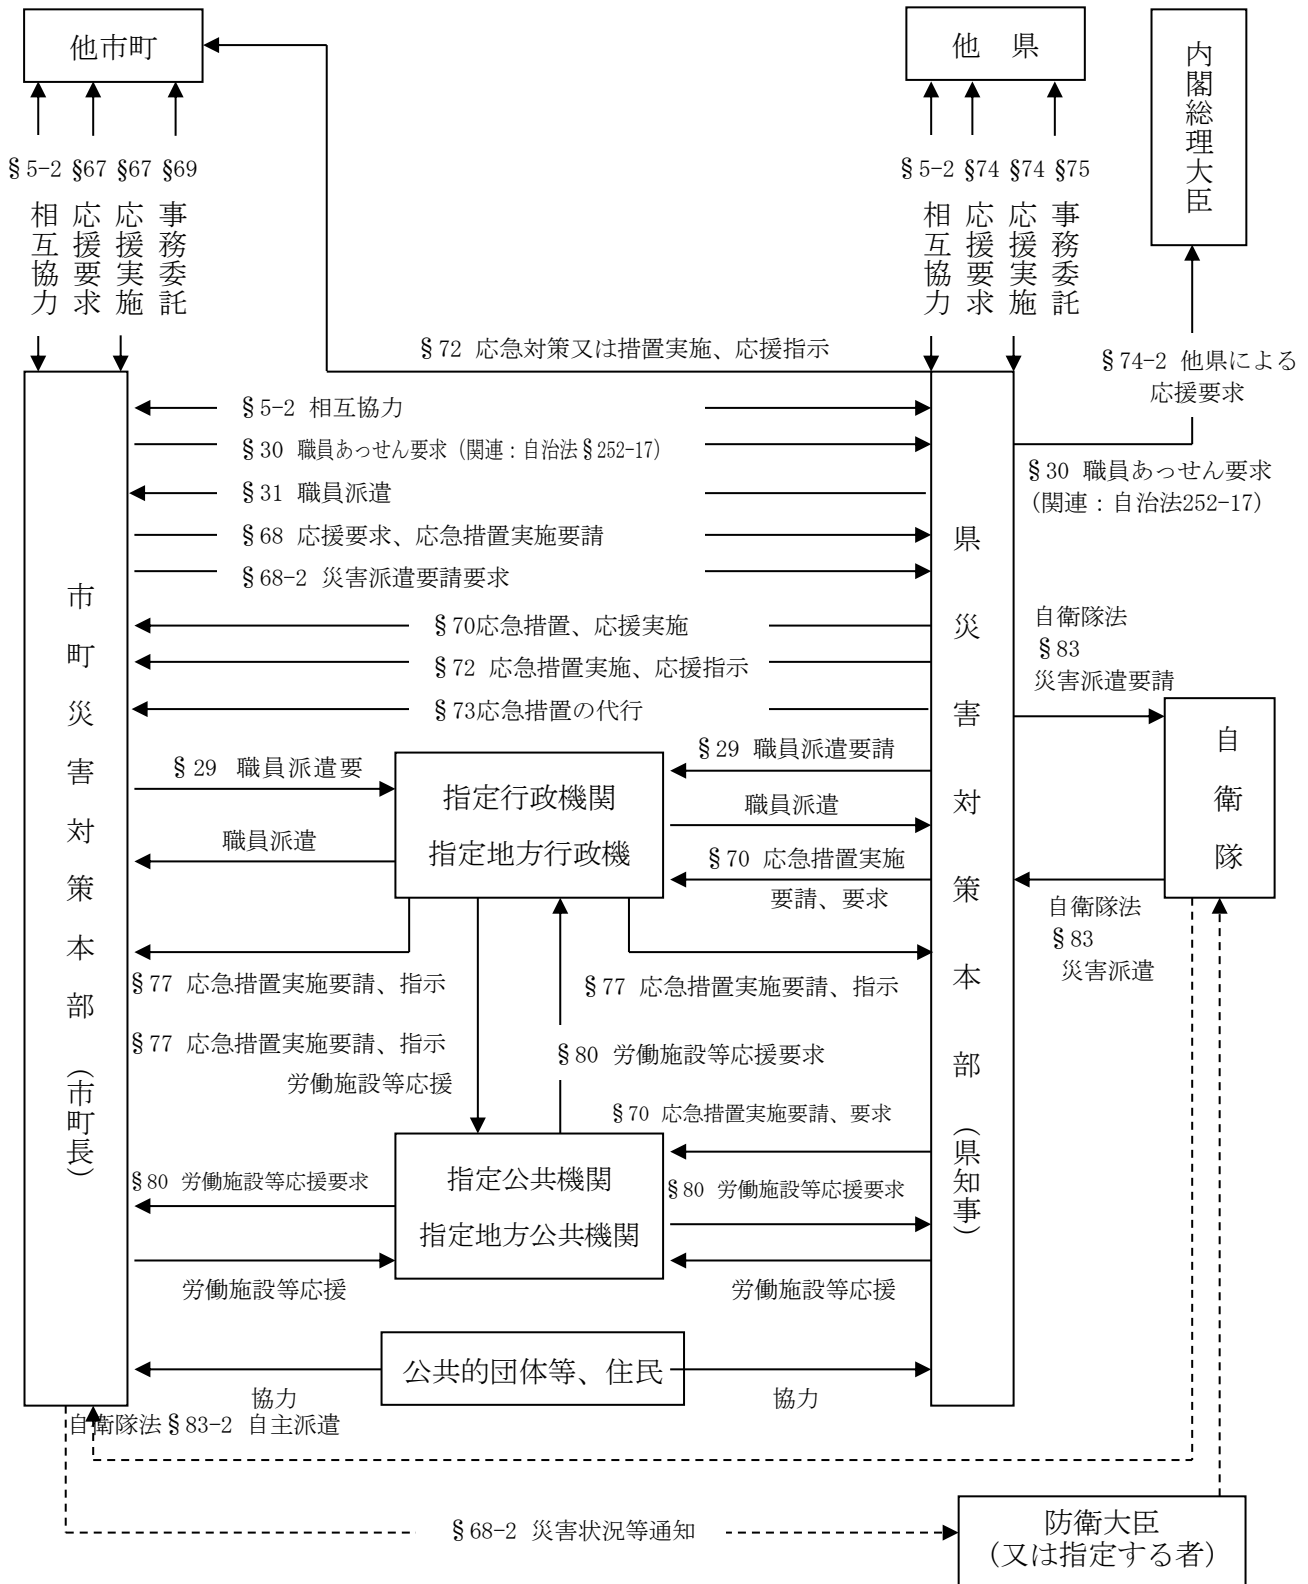 他市町
他　県
内閣総理大臣
§5-2 §67 §67 §69
相互協力
応援要求
応援実施
事務委託
§5-2 §74 §74 §75
相互協力
応援要求
応援実施
事務委託
§72 応急対策又は措置実施、応援指示
§74-2 他県による
応援要求
§5-2 相互協力
§30 職員あっせん要求（関連：自治法§252-17）
§30 職員あっせん要求
（関連：自治法252-17）
§31 職員派遣
§68 応援要求、応急措置実施要請
§68-2 災害派遣要請要求
§70応急措置、応援実施
§72 応急措置実施、応援指示
§73応急措置の代行
市町災害対策本部（市町長）
県災害対策本部（県知事）
自衛隊法
§83
災害派遣要請
自衛隊
§29 職員派遣要
職員派遣
指定行政機関
指定地方行政機
§29 職員派遣要請
職員派遣
§70 応急措置実施
要請、要求
自衛隊法
§83
災害派遣
§77 応急措置実施要請、指示
§77 応急措置実施要請、指示
§77 応急措置実施要請、指示
労働施設等応援
§80 労働施設等応援要求
§70 応急措置実施要請、要求
§80 労働施設等応援要求
指定公共機関
指定地方公共機関
§80 労働施設等応援要求
労働施設等応援
労働施設等応援
公共的団体等、住民
協力
協力
自衛隊法§83-2 自主派遣
§68-2 災害状況等通知
防衛大臣
（又は指定する者）